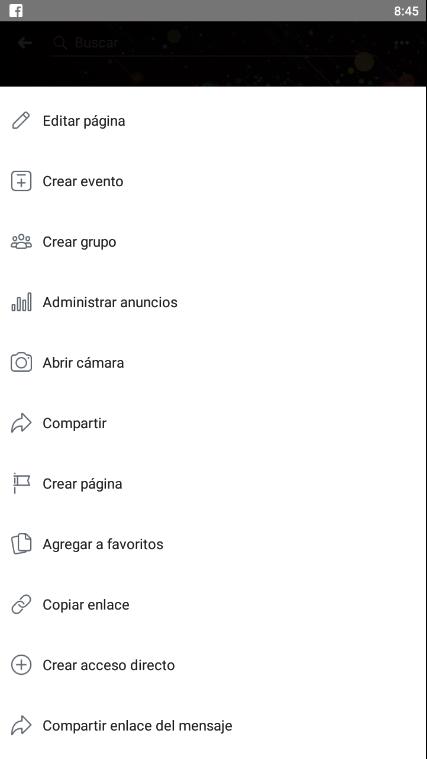 8:45
Buscar
Editar página
Crear evento
Crear grupo
Administrar anuncios
Abrir cámara
Compartir
Crear página
Agregar a favoritos
Copiar enlace
Crear acceso directo
Compartir enlace del mensaje